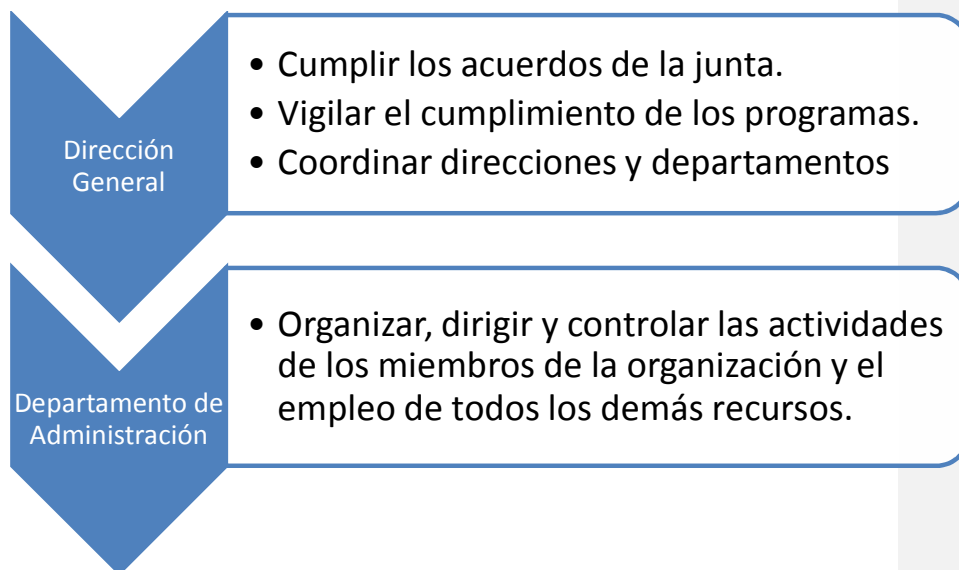 Dirección
General
• Cumplir los acuerdos de la junta.
• Vigilar el cumplimiento de los programas.
• Coordinar direcciones y departamentos
Departamento de
Administración
• Organizar, dirigir y controlar las actividades
de los miembros de la organización y el
empleo de todos los demás recursos.